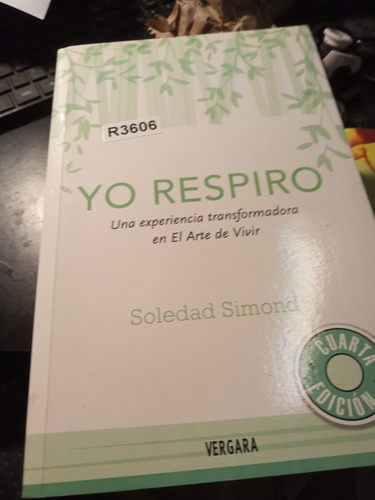 R3606
YO RESPIRO
Una experiencia transformadora
en El Arte de Vivir
Soledad Simond
CUARTA
EDICIÓN
VERGARA